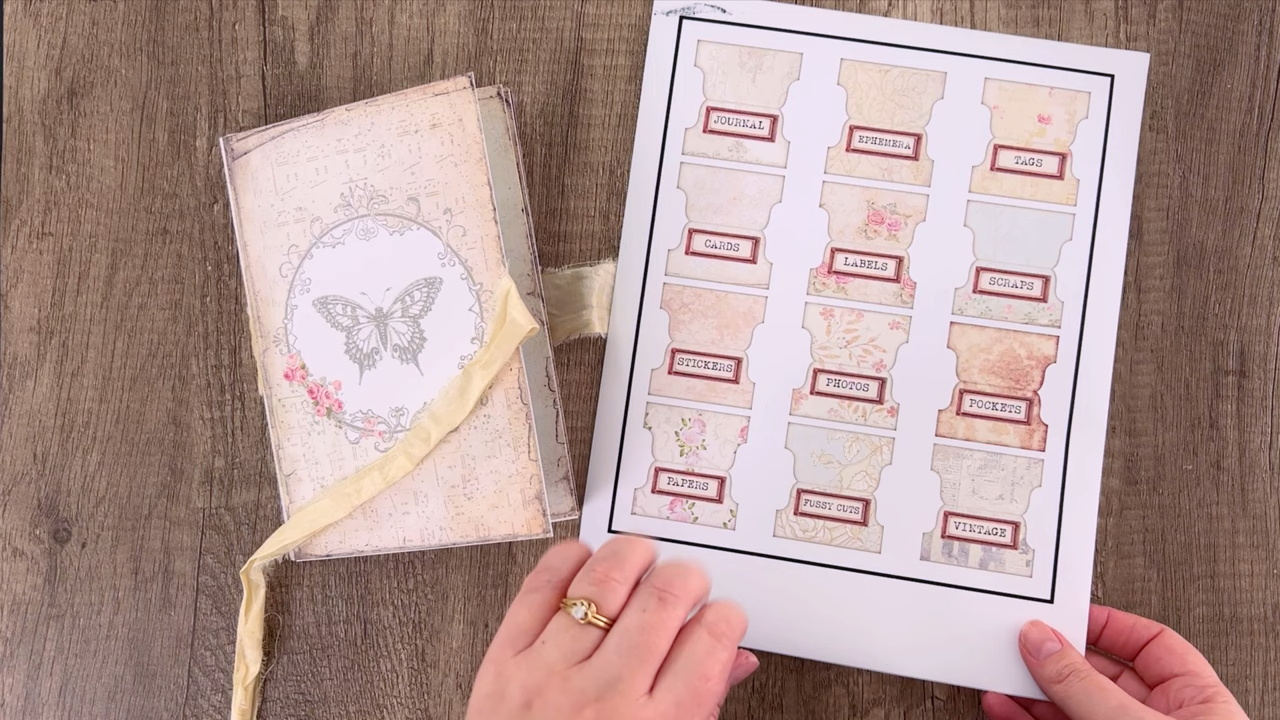 JOURNAL
EPHEMERA
TAGS
CARDS
LABELS
SCRAPS
STICKERS
PHOTOS
POCKETS
PAPERS
FUSSY CUTS
VINTAGE